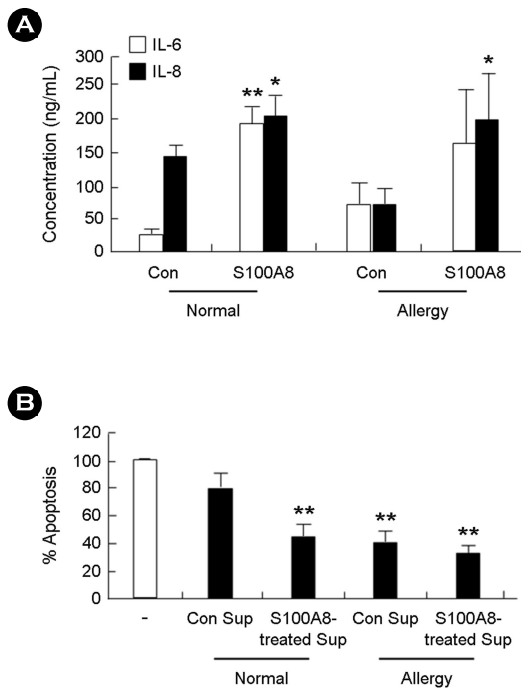 A
IL-6
IL-8
Concentration (ng/mL)
300
250
200
150
100
50
0
**
*
*
Con
S100A8
Con
S100A8
Normal
Allergy
B
% Apoptosis
120
100
80
60
40
20
0
**
**
**
-
Con Sup
S100A8-
treated Sup
Con Sup
S100A8-
treated Sup
Normal
Allergy